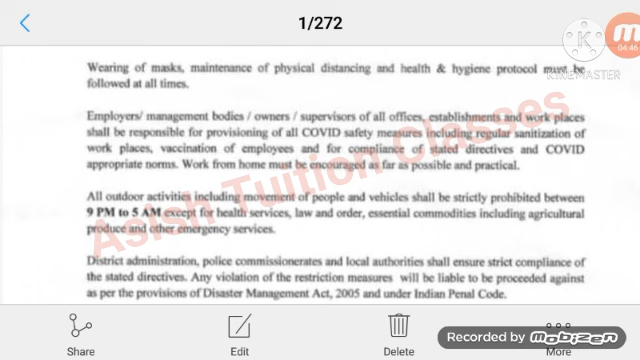 1/272
04:46
KINEMASTER
Wearing of masks, maintenance of physical distancing and health & hygiene protocol must be
followed at all times.
Employers/ management bodies / owners / supervisors of all offices, establishments and work places
shall be responsible for provisioning of all COVID safety measures including regular sanitization of
work places, vaccination of employees and for compliance of stated directives and COVID
appropriate norms. Work from home must be encouraged as far as possible and practical.
All outdoor activities including movement of people and vehicles shall be strictly prohibited between
9 PM to 5 AM except for health services, law and order, essential commodities including agricultural
produce and other emergency services.
District administration, police commissionerates and local authorities shall ensure strict compliance of
the stated directives. Any violation of the restriction measures will be liable to be proceeded against
as per the provisions of Disaster Management Act, 2005 and under Indian Penal Code.
Asish Tuition Classes
Share
Edit
Delete
More
Recorded by Mobizen